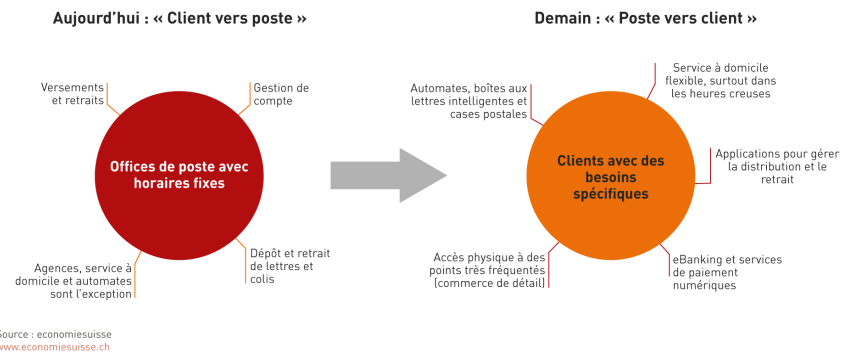 Aujourd’hui : « Client vers poste »
Versements
et retraits
Gestion de
compte
Offices de poste avec
horaires fixes
Agences, service à
domicile et automates
sont l’exception
Dépôt et retrait
de lettres et
colis
Demain : « Poste vers client »
Automates, boîtes aux
lettres intelligentes et
cases postales
Service à domicile
flexible, surtout dans
les heures creuses
Clients avec des
besoins
spécifiques
Applications pour gérer
la distribution et le
retrait
Accès physique à des
points très fréquentés
(commerce de détail)
eBanking et services
de paiement
numériques
Source : economiesuisse
www.economiesuisse.ch